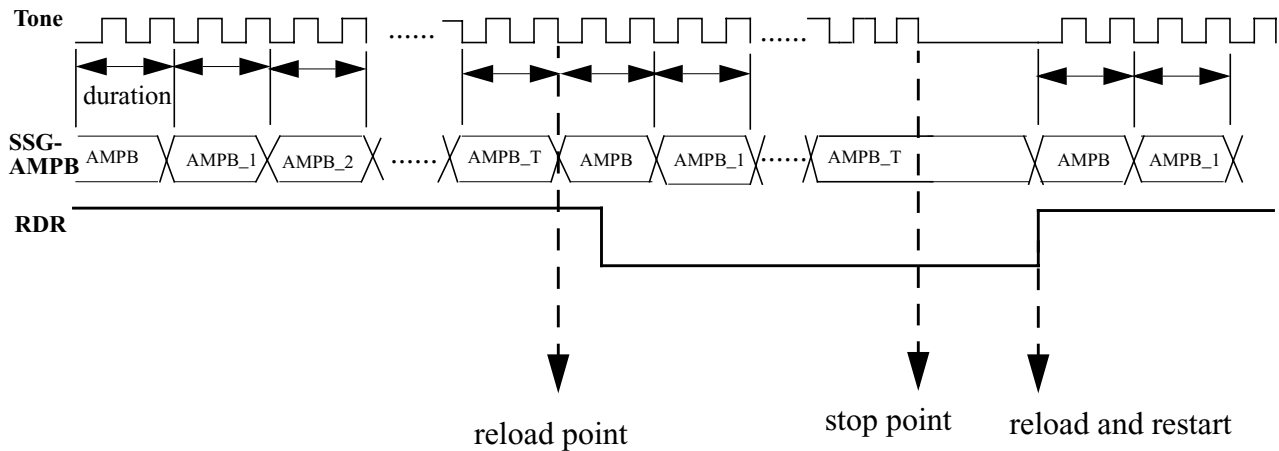 Tone
......
......
duration
SSG-
AMPB
AMPB
AMPB_1
AMPB_2
......
AMPB_T
AMPB
AMPB_1
......
AMPB_T
AMPB
AMPB_1
RDR
reload point
stop point
reload and restart